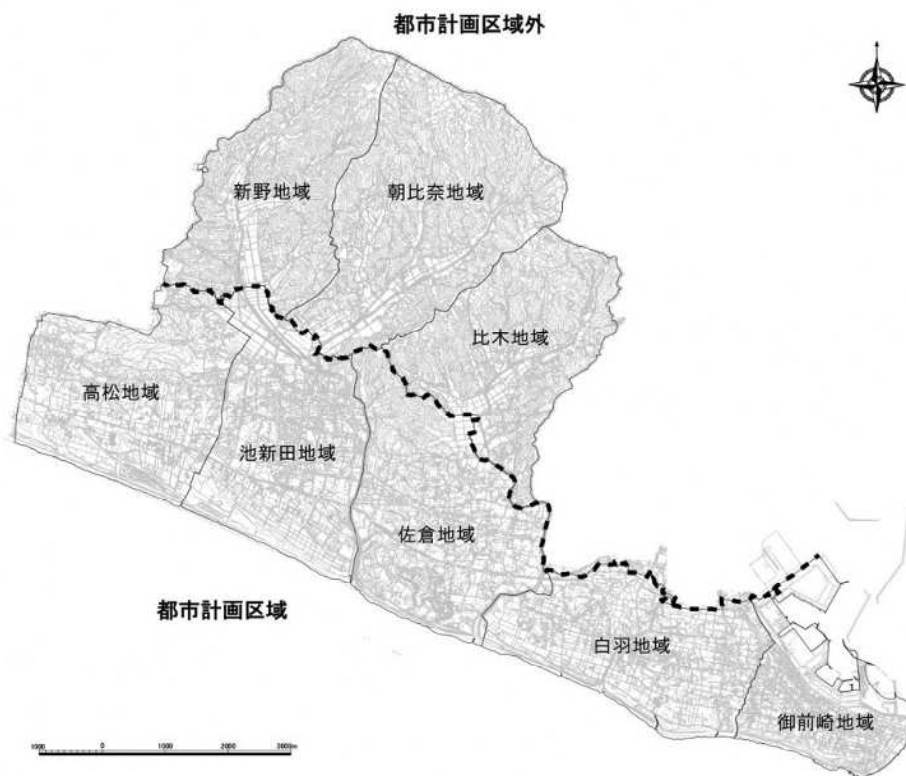 都市計画区域外
新野地域
朝比奈地域
比木地域
高松地域
池新田地域
佐倉地域
都市計画区域
白羽地域
御前崎地域
1000 0 1000 2000 3000m